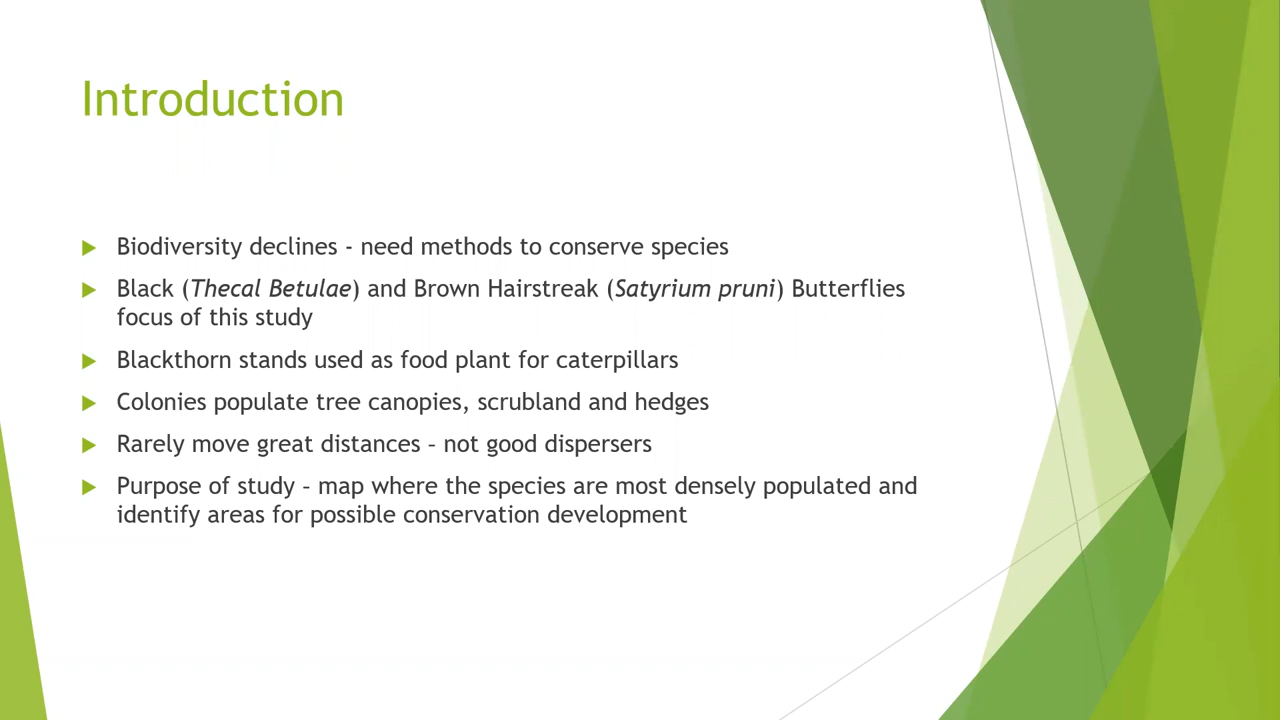 Introduction
Biodiversity declines - need methods to conserve species
Black (Thecal Betulae) and Brown Hairstreak (Satyrium pruni) Butterflies
focus of this study
Blackthorn stands used as food plant for caterpillars
Colonies populate tree canopies, scrubland and hedges
Rarely move great distances – not good dispersers
Purpose of study – map where the species are most densely populated and
identify areas for possible conservation development